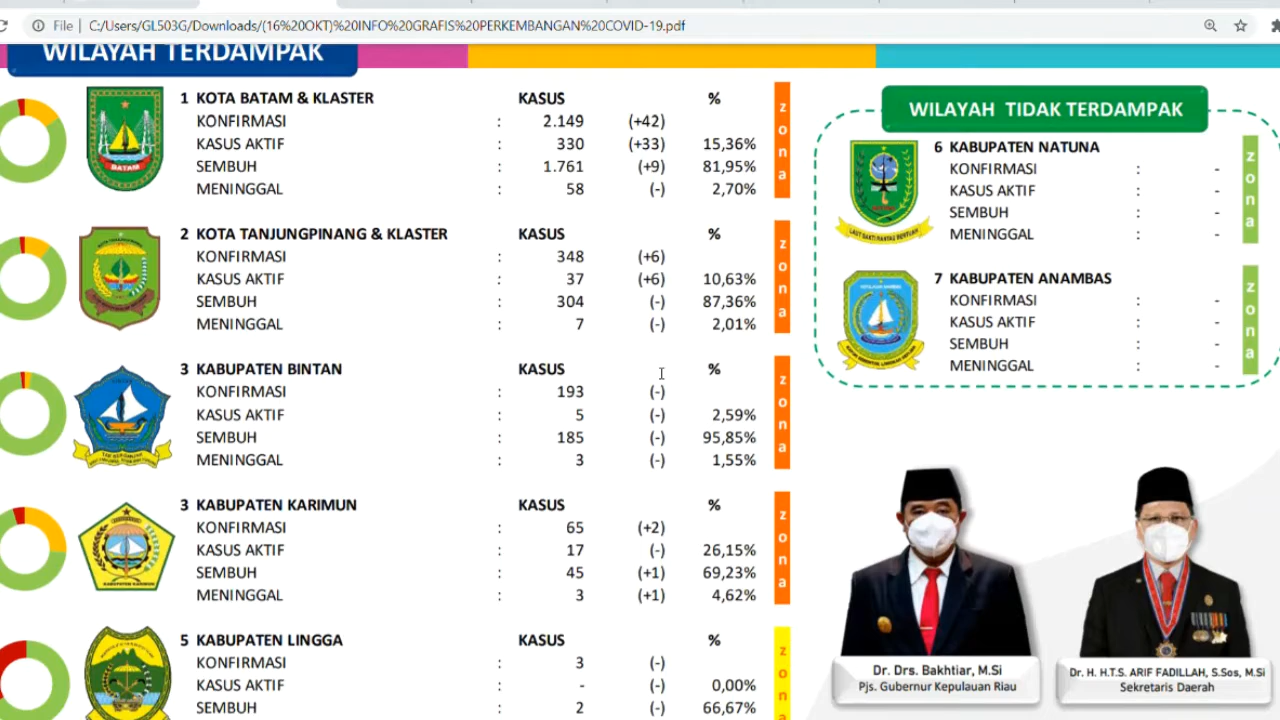 File | C:/Users/GL503G/Downloads/(16%20OKT)%20INFO%20GRAFIS%20PERKEMBANGAN%20COVID-19.pdf
WILAYAH TERDAMPAK
1 KOTA BATAM & KLASTER KASUS %
KONFIRMASI : 2.149 (+42)
KASUS AKTIF : 330 (+33) 15,36%
SEMBUH : 1.761 (+9) 81,95%
MENINGGAL : 58 (-) 2,70%
zona
BATAM
2 KOTA TANJUNGPINANG & KLASTER KASUS %
KONFIRMASI : 348 (+6)
KASUS AKTIF : 37 (+6) 10,63%
SEMBUH : 304 (-) 87,36%
MENINGGAL : 7 (-) 2,01%
zona
3 KABUPATEN BINTAN KASUS %
KONFIRMASI : 193 (-)
KASUS AKTIF : 5 (-) 2,59%
SEMBUH : 185 (-) 95,85%
MENINGGAL : 3 (-) 1,55%
zona
3 KABUPATEN KARIMUN KASUS %
KONFIRMASI : 65 (+2)
KASUS AKTIF : 17 (-) 26,15%
SEMBUH : 45 (+1) 69,23%
MENINGGAL : 3 (+1) 4,62%
zona
5 KABUPATEN LINGGA KASUS %
KONFIRMASI : 3 (-)
KASUS AKTIF : - (-) 0,00%
SEMBUH : 2 (-) 66,67%
zon
WILAYAH TIDAK TERDAMPAK
6 KABUPATEN NATUNA
KONFIRMASI : -
KASUS AKTIF : -
SEMBUH : -
MENINGGAL : -
zona
7 KABUPATEN ANAMBAS
KONFIRMASI : -
KASUS AKTIF : -
SEMBUH : -
MENINGGAL : -
zona
Dr. Drs. Bakhtiar, M.Si
Pjs. Gubernur Kepulauan Riau
Dr. H. H.T.S. ARIF FADILLAH, S.Sos, M.Si
Sekretaris Daerah